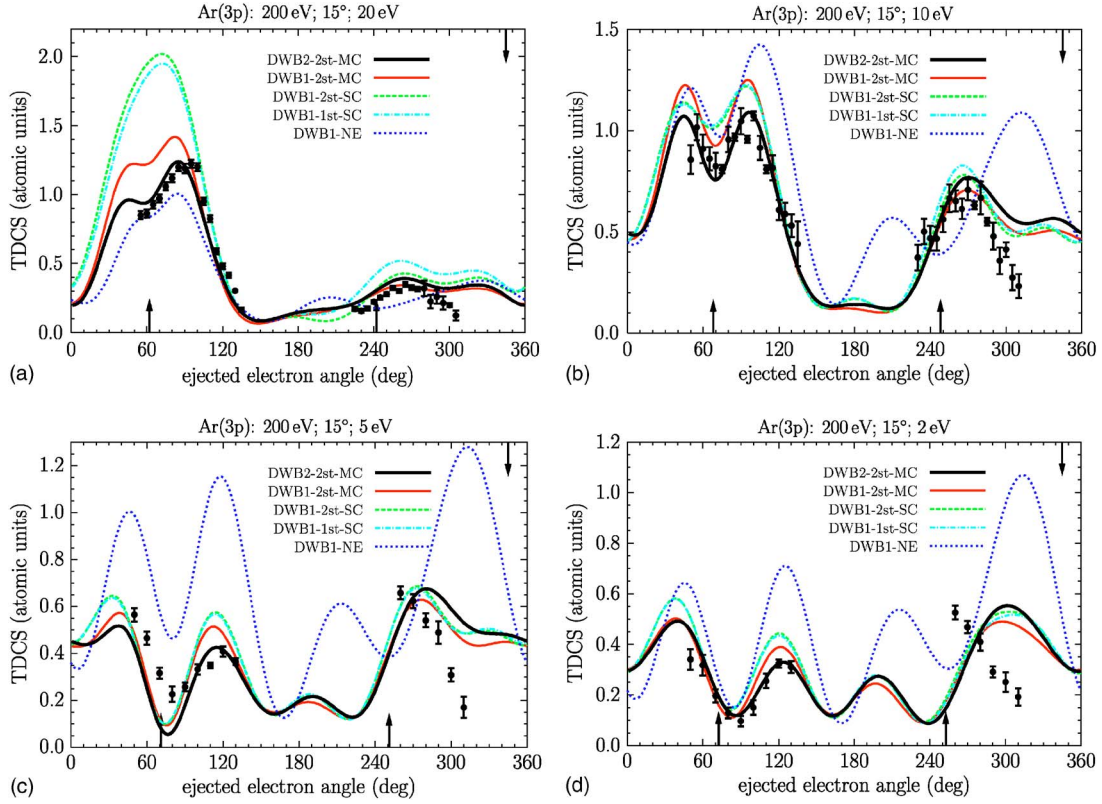 Ar(3p): 200 eV; 15°; 20 eV
TDCS (atomic units)
2.0
1.5
1.0
0.5
0.0
DWB2-2st-MC
DWB1-2st-MC
DWB1-2st-SC
DWB1-1st-SC
DWB1-NE
0 60 120 180 240 300 360
(a) ejected electron angle (deg)
Ar(3p): 200 eV; 15°; 10 eV
TDCS (atomic units)
1.5
1.0
0.5
0.0
DWB2-2st-MC
DWB1-2st-MC
DWB1-2st-SC
DWB1-1st-SC
DWB1-NE
0 60 120 180 240 300 360
(b) ejected electron angle (deg)
Ar(3p): 200 eV; 15°; 5 eV
TDCS (atomic units)
1.2
1.0
0.8
0.6
0.4
0.2
0.0
DWB2-2st-MC
DWB1-2st-MC
DWB1-2st-SC
DWB1-1st-SC
DWB1-NE
0 60 120 180 240 300 360
(c) ejected electron angle (deg)
Ar(3p): 200 eV; 15°; 2 eV
TDCS (atomic units)
1.2
1.0
0.8
0.6
0.4
0.2
0.0
DWB2-2st-MC
DWB1-2st-MC
DWB1-2st-SC
DWB1-1st-SC
DWB1-NE
0 60 120 180 240 300 360
(d) ejected electron angle (deg)